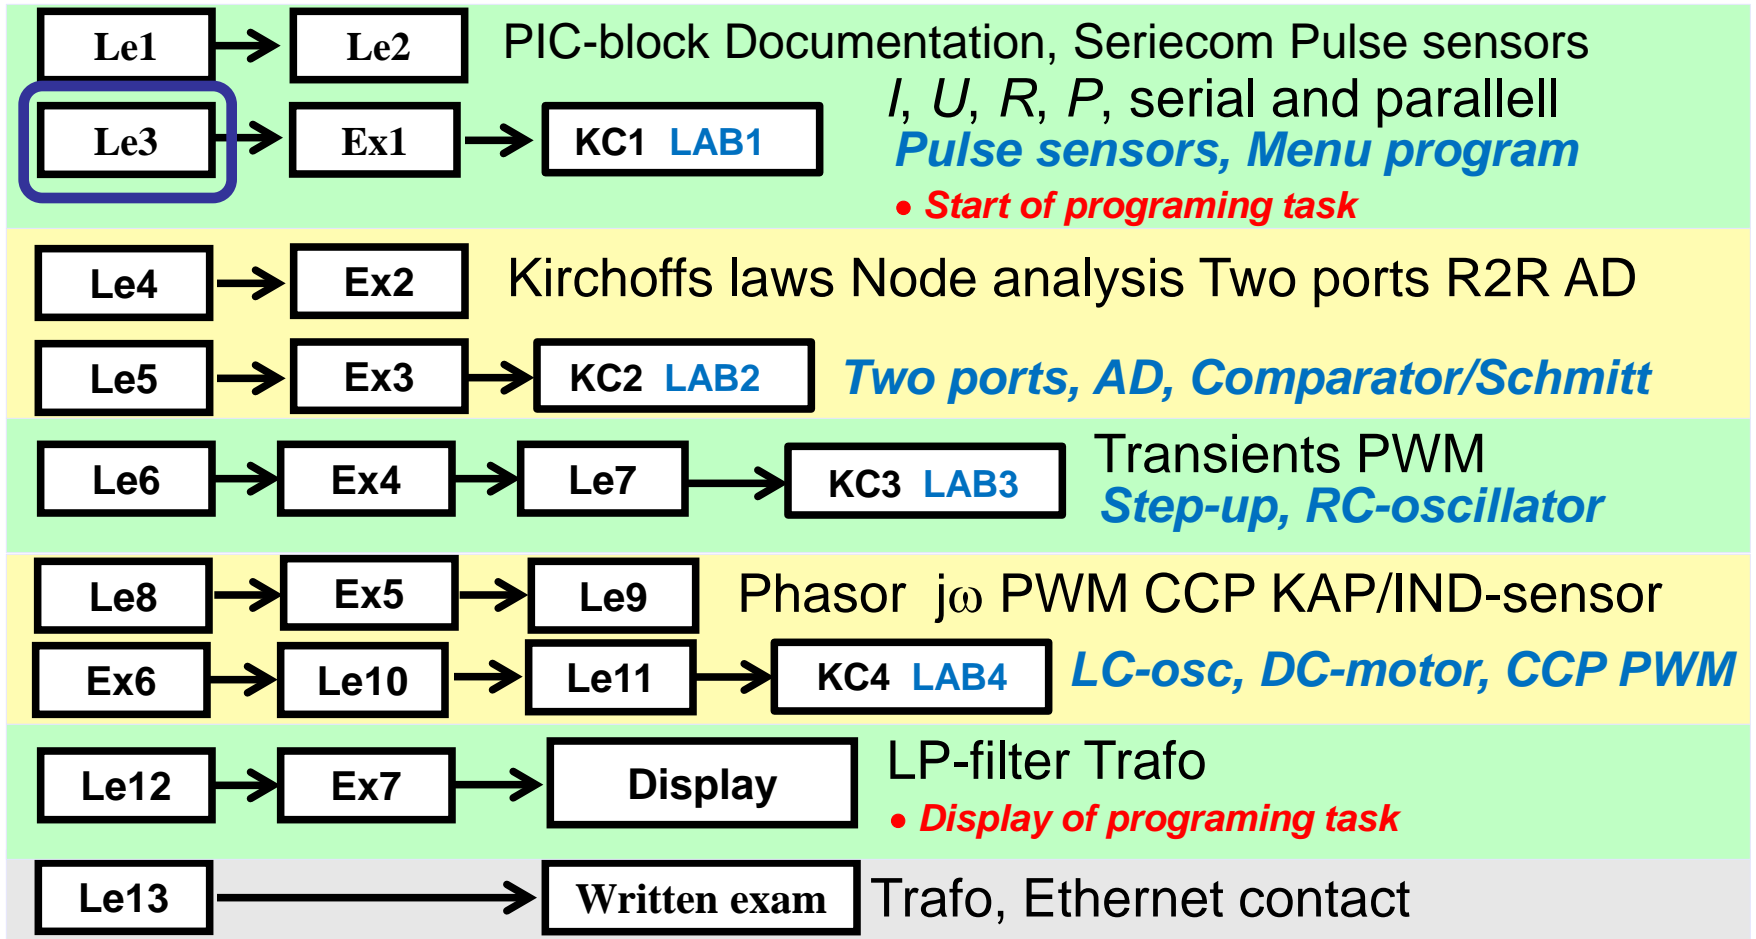 Le1 Le2 PIC-block Documentation, Seriecom Pulse sensors
I, U, R, P, serial and parallell
Le3 Ex1 KC1 LAB1 Pulse sensors, Menu program
• Start of programing task
Le4 Ex2 Kirchoffs laws Node analysis Two ports R2R AD
Le5 Ex3 KC2 LAB2 Two ports, AD, Comparator/Schmitt
Le6 Ex4 Le7 KC3 LAB3 Transients PWM
Step-up, RC-oscillator
Le8 Ex5 Le9 Phasor jω PWM CCP KAP/IND-sensor
Ex6 Le10 Le11 KC4 LAB4 LC-osc, DC-motor, CCP PWM
Le12 Ex7 Display LP-filter Trafo
• Display of programing task
Le13 Written exam Trafo, Ethernet contact